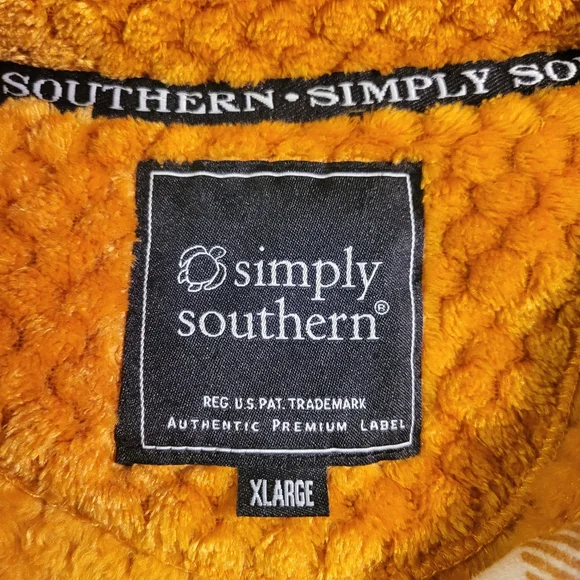 SOUTHERN • SIMPLY SO
simply
southern®
REG. U.S. PAT. TRADEMARK
AUTHENTIC PREMIUM LABEL
XLARGE